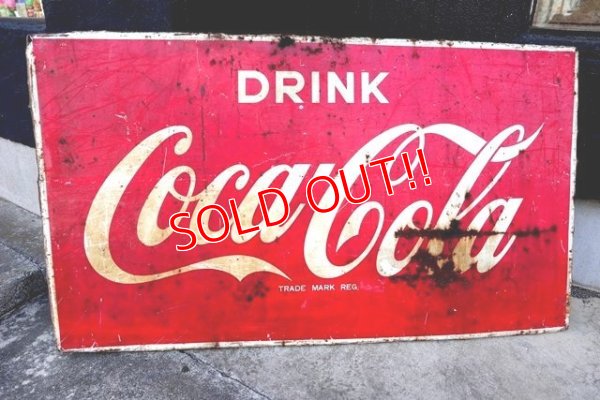 DRINK
Coca-Cola
SOLD OUT!!
TRADE MARK REG.